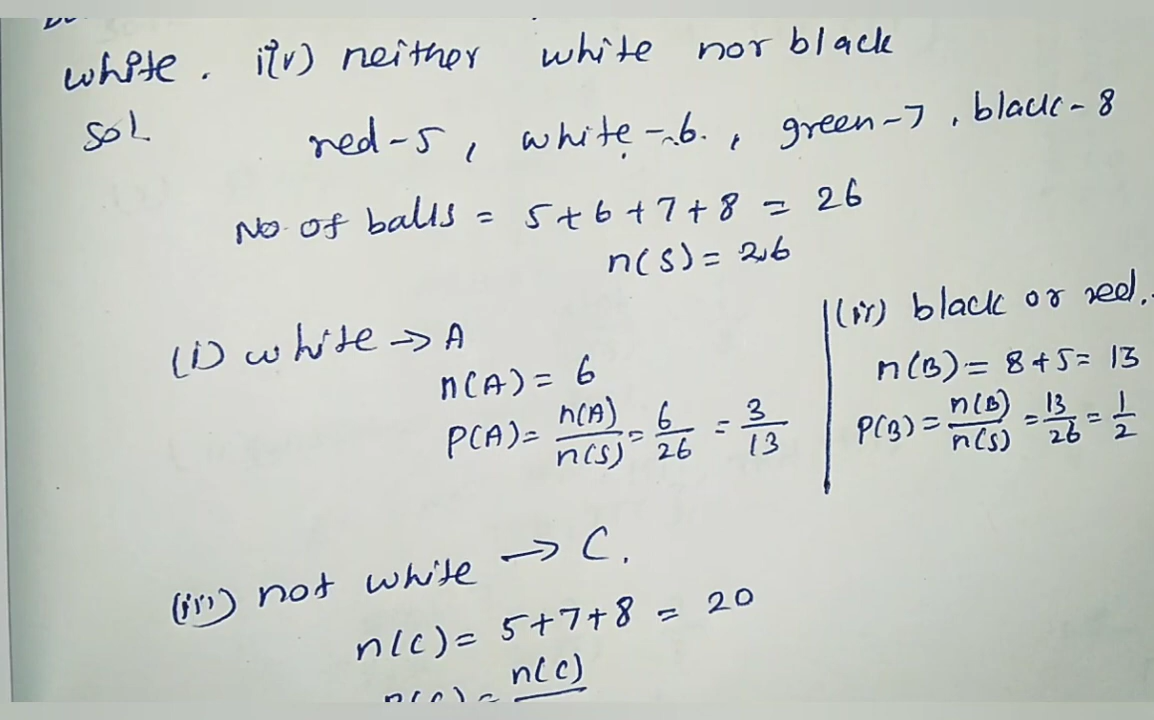 white. iv) neither white nor black
sol
red-5, white-6, green-7, black-8
No of balls = 5+6+7+8 = 26
n(S) = 26
(i) white → A
n(A) = 6
P(A) = n(A)/n(S) = 6/26 = 3/13
(ii) black or red.
n(B) = 8+5 = 13
P(B) = n(B)/n(S) = 13/26 = 1/2
(iii) not white → C.
n(C) = 5+7+8 = 20
n(C)